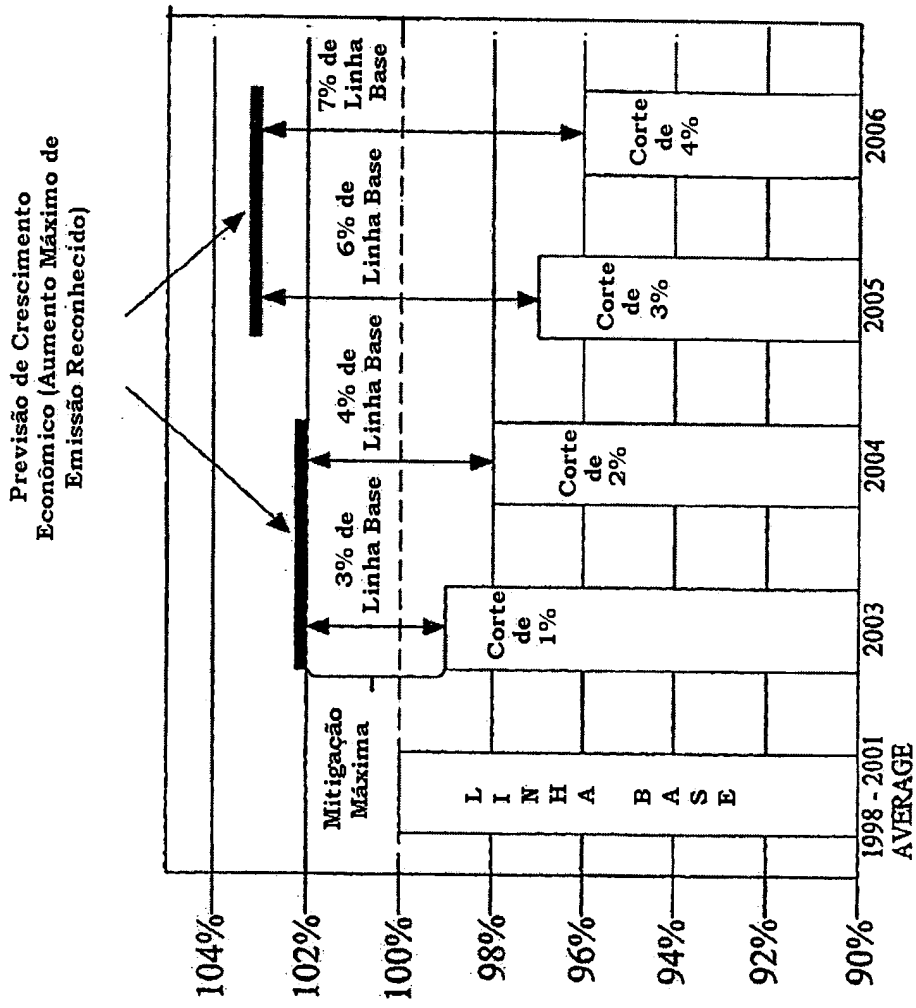 Previsão de Crescimento
Econômico (Aumento Máximo de
Emissão Reconhecido)
104%
102%
100%
98%
96%
94%
92%
90%
Mitigação
Máxima
3% de
Linha Base
4% de
Linha Base
6% de
Linha Base
7% de
Linha
Base
LINHA BASE
Corte
de
1%
Corte
de
2%
Corte
de
3%
Corte
de
4%
1998 - 2001
AVERAGE
2003
2004
2005
2006